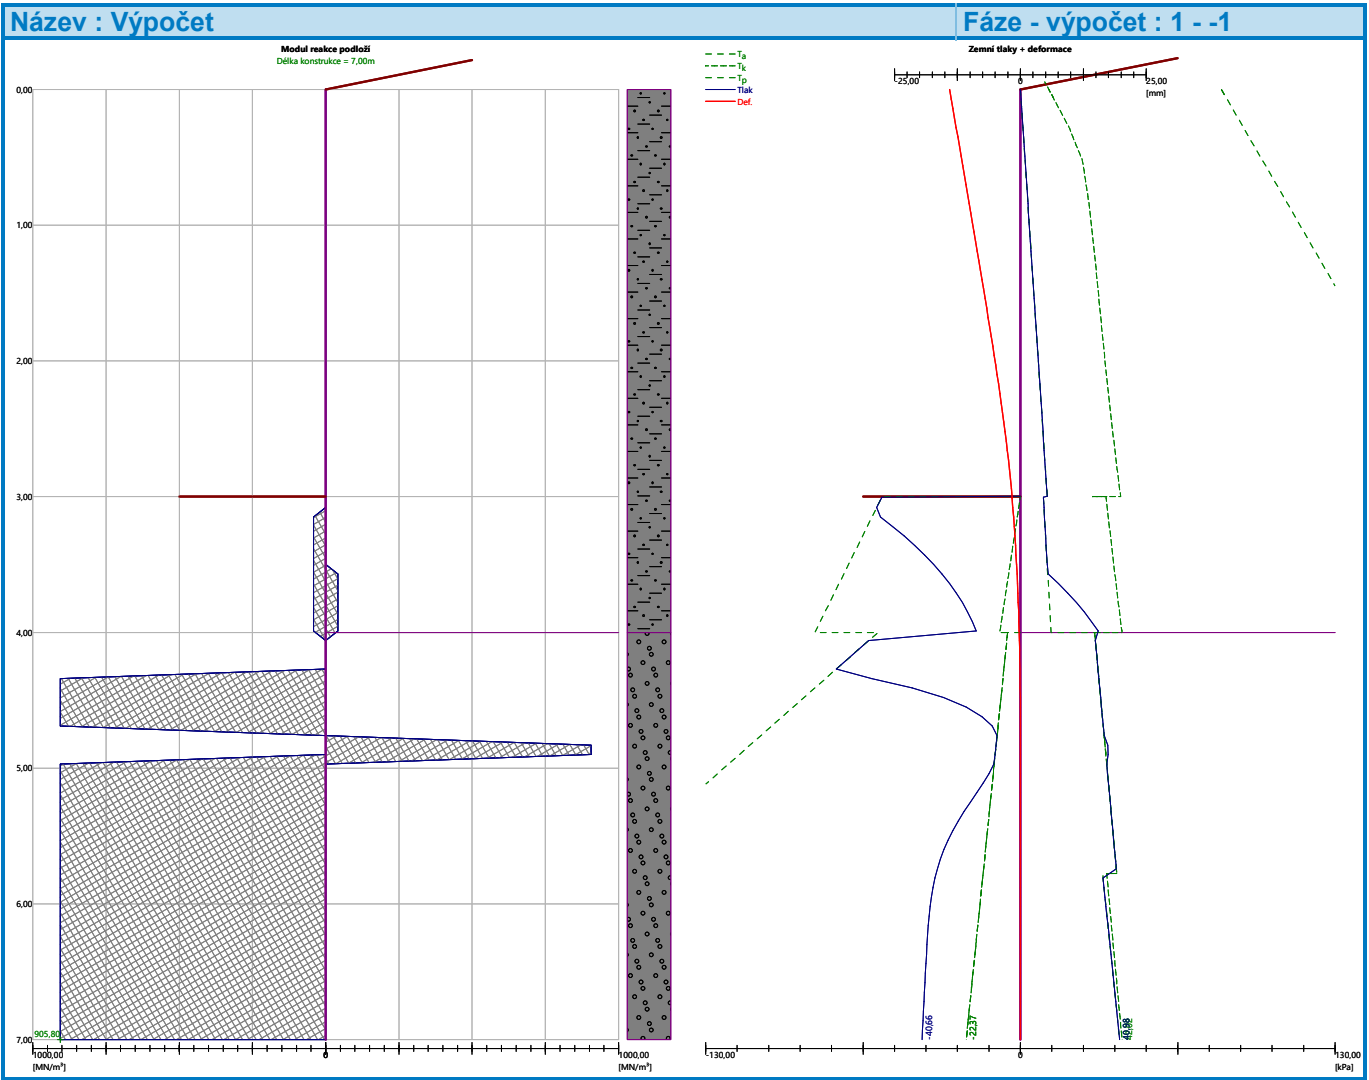 Název : Výpočet
Fáze - výpočet : 1 - -1
Modul reakce podloží
Délka konstrukce = 7,00m
0,00
1,00
2,00
3,00
4,00
5,00
6,00
7,00
905,80
1000,00
0
1000,00
[MN/m³]
[MN/m³]
Ta
Tk
Tp
Tlak
Def.
Zemní tlaky + deformace
-25,00
0
25,00
[mm]
-40,66
-22,37
-130,00
0
130,00
[kPa]